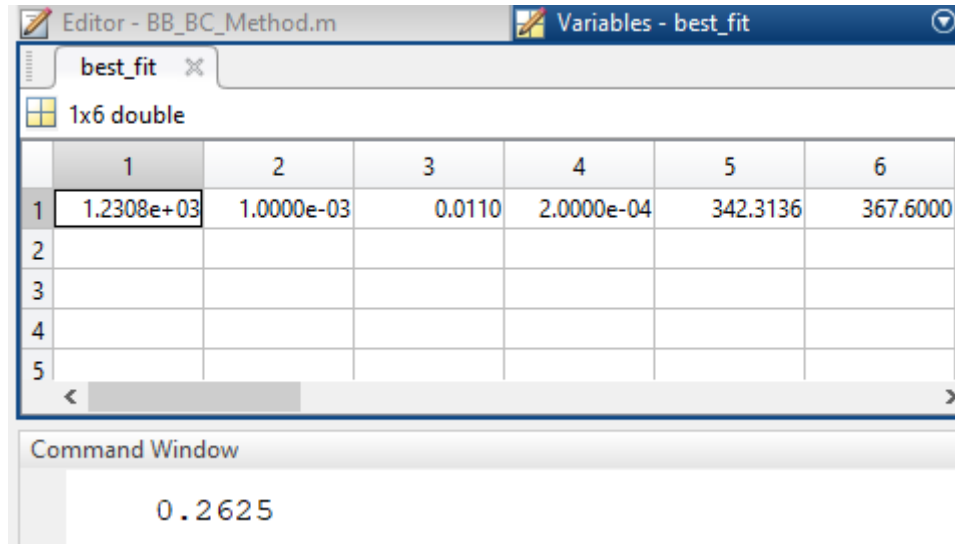 Editor - BB_BC_Method.m Variables - best_fit
best_fit
1x6 double
1 2 3 4 5 6
1 1.2308e+03 1.0000e-03 0.0110 2.0000e-04 342.3136 367.6000
2
3
4
5
Command Window
0.2625